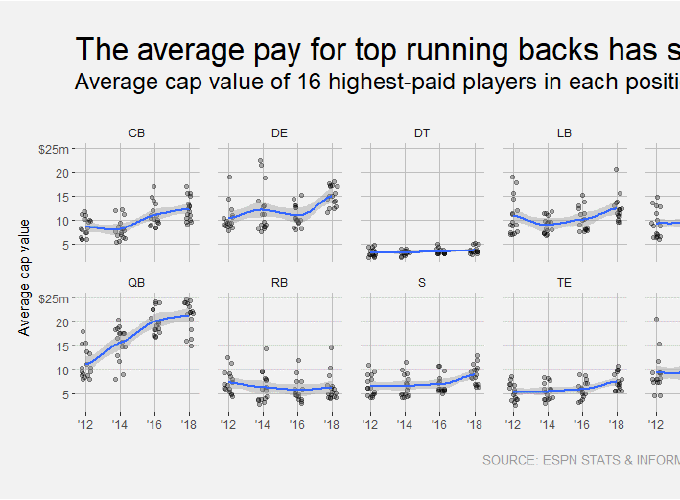 The average pay for top running backs has s
Average cap value of 16 highest-paid players in each positi
CB DE DT LB
$25m
20
15
10
5
Average cap value
QB RB S TE
$25m
20
15
10
5
'12 '14 '16 '18 '12 '14 '16 '18 '12 '14 '16 '18 '12 '14 '16 '18 '12
SOURCE: ESPN STATS & INFORM